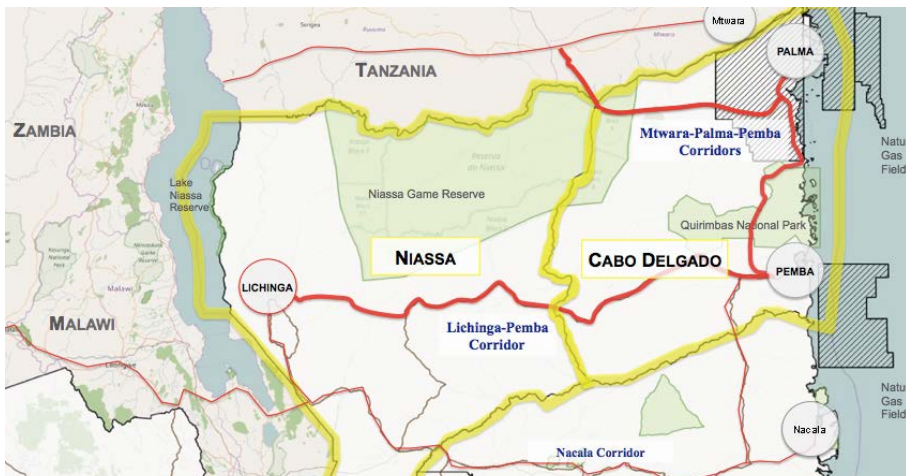 Mtwara
PALMA
TANZANIA
ZAMBIA
Mtwara-Palma-Pemba
Corridors
Natu
Gas
Field
Lake
Niassa
Reserve
Niassa Game Reserve
Quirimbas National Park
NIASSA
CABO DELGADO
PEMBA
LICHINGA
MALAWI
Malawi
Lichinga-Pemba
Corridor
Natu
Gas
Field
Nacala
Nacala Corridor